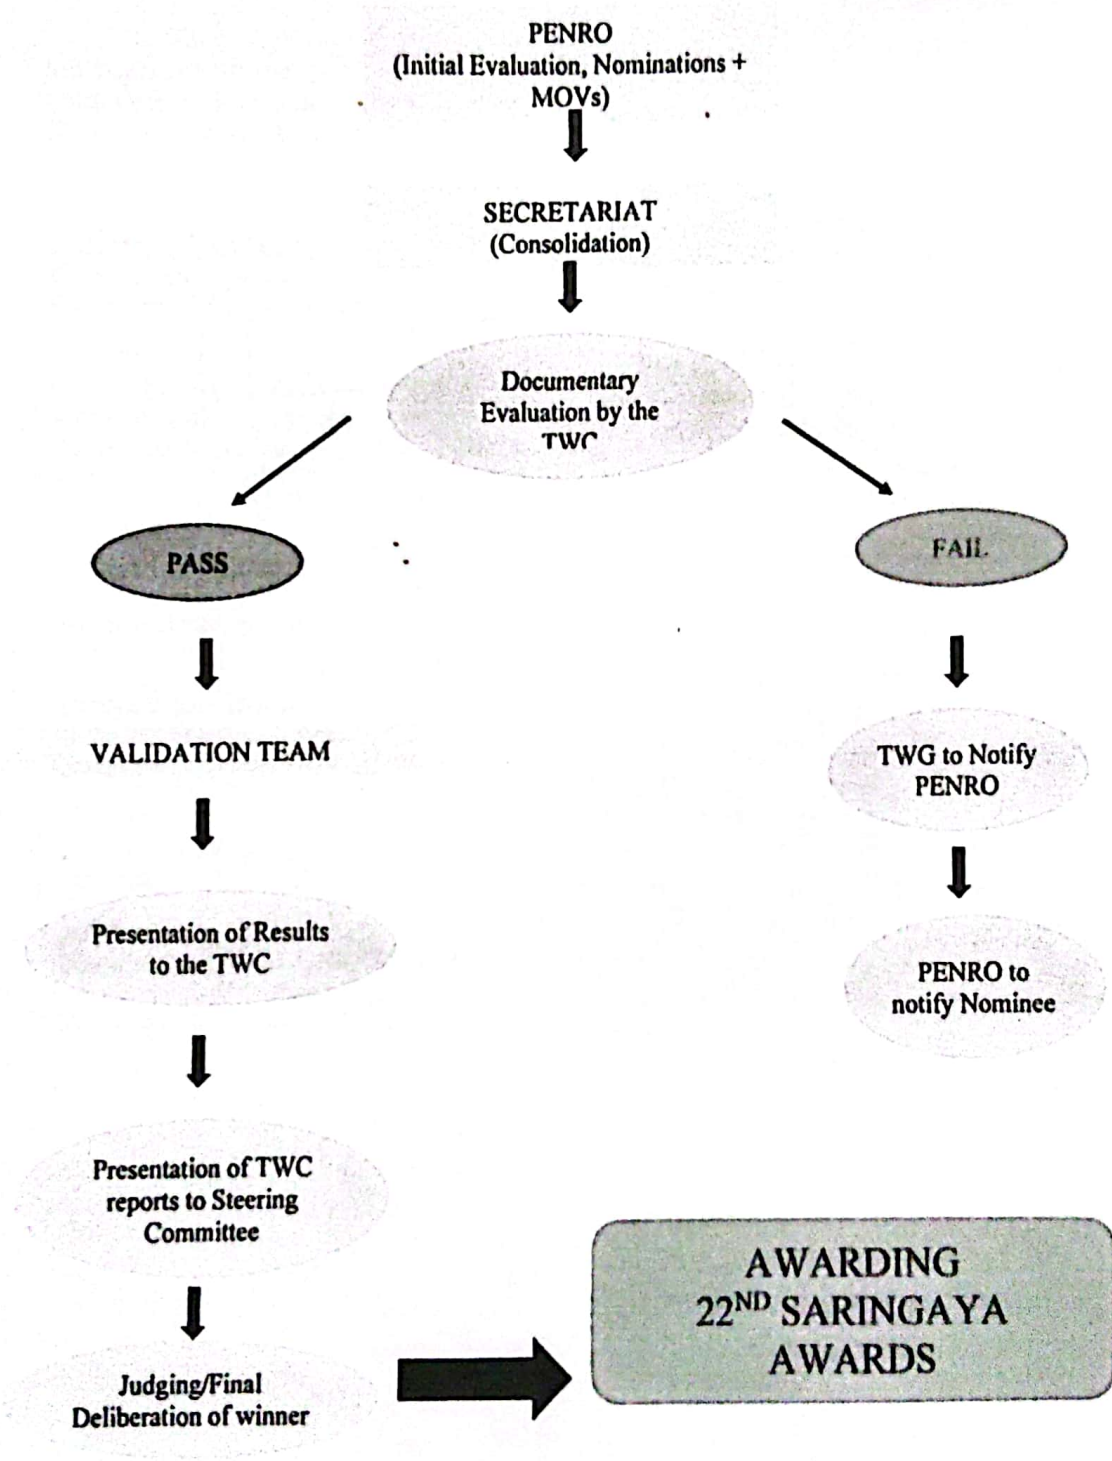 PENRO
(Initial Evaluation, Nominations +
MOVs)
SECRETARIAT
(Consolidation)
Documentary
Evaluation by the
TWC
PASS
FAIL
VALIDATION TEAM
TWG to Notify
PENRO
Presentation of Results
to the TWC
PENRO to
notify Nominee
Presentation of TWC
reports to Steering
Committee
AWARDING
22ND SARINGAYA
AWARDS
Judging/Final
Deliberation of winner